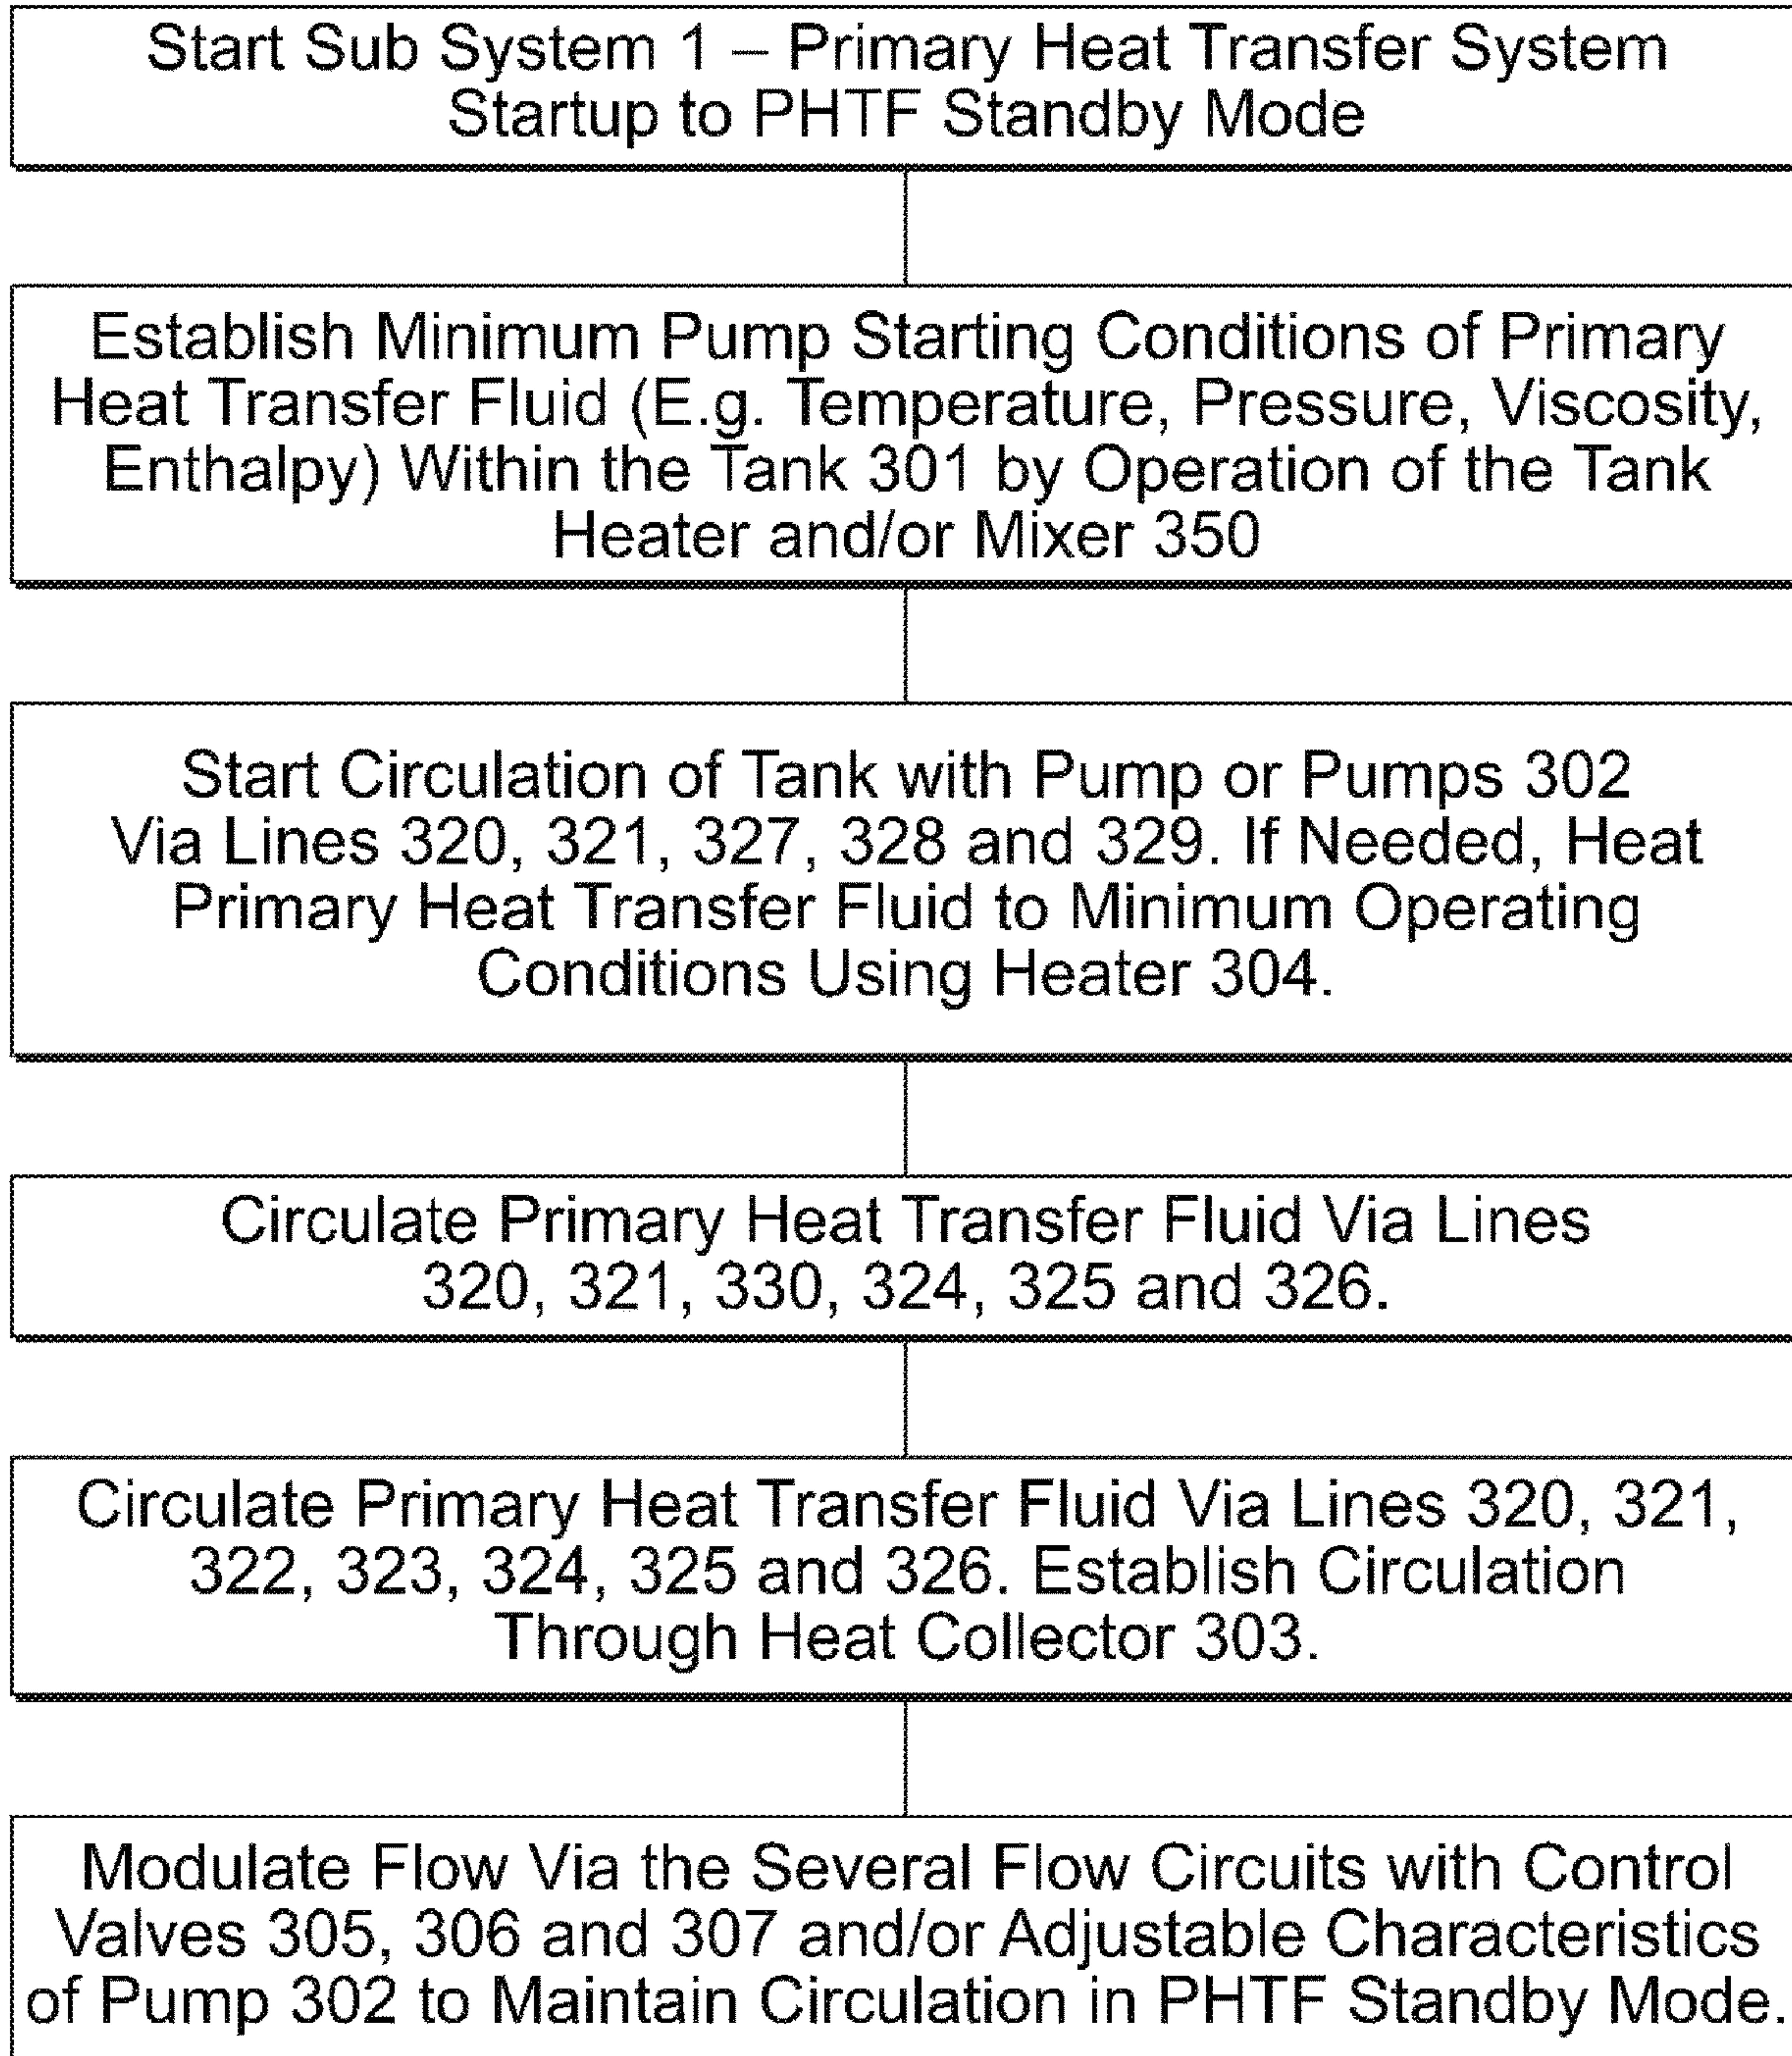 Start Sub System 1 – Primary Heat Transfer System
Startup to PHTF Standby Mode
Establish Minimum Pump Starting Conditions of Primary
Heat Transfer Fluid (E.g. Temperature, Pressure, Viscosity,
Enthalpy) Within the Tank 301 by Operation of the Tank
Heater and/or Mixer 350
Start Circulation of Tank with Pump or Pumps 302
Via Lines 320, 321, 327, 328 and 329. If Needed, Heat
Primary Heat Transfer Fluid to Minimum Operating
Conditions Using Heater 304.
Circulate Primary Heat Transfer Fluid Via Lines
320, 321, 330, 324, 325 and 326.
Circulate Primary Heat Transfer Fluid Via Lines 320, 321,
322, 323, 324, 325 and 326. Establish Circulation
Through Heat Collector 303.
Modulate Flow Via the Several Flow Circuits with Control
Valves 305, 306 and 307 and/or Adjustable Characteristics
of Pump 302 to Maintain Circulation in PHTF Standby Mode.